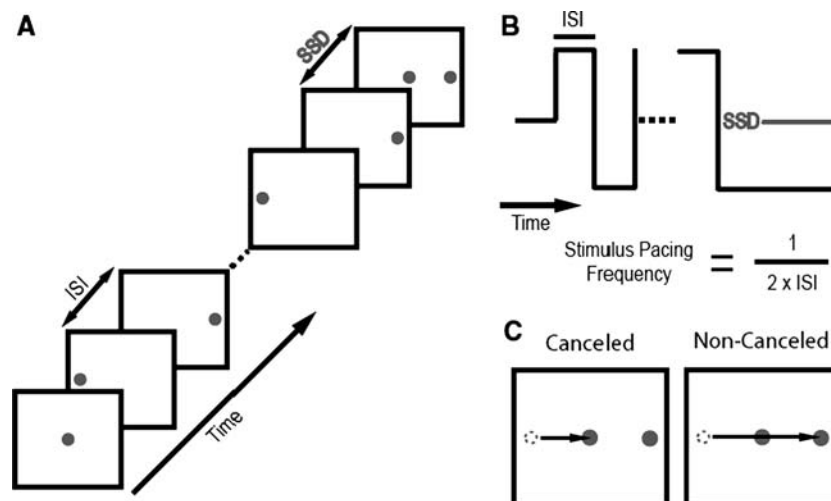 A
SSD
ISI
Time
B
ISI
SSD
Time
Stimulus Pacing
Frequency = 1
2 x ISI
C
Canceled
Non-Canceled